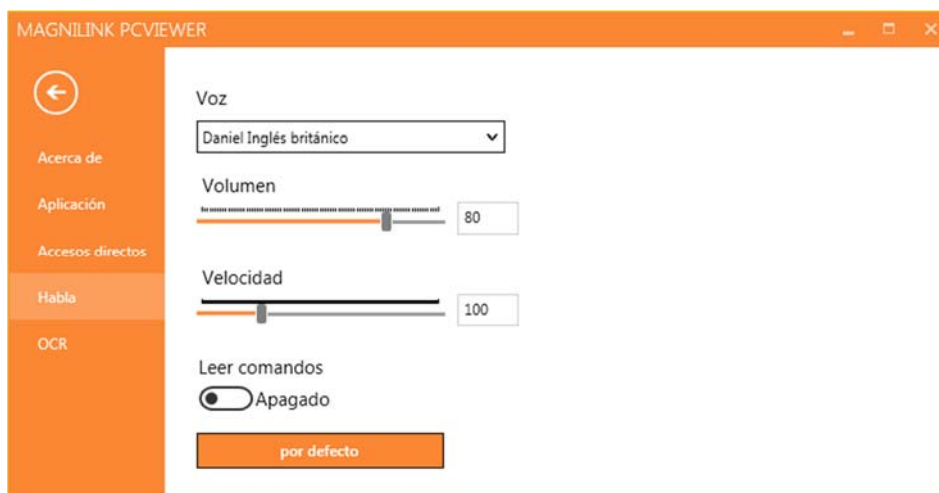 MAGNILINK PCVIEWER
Acerca de
Aplicación
Accesos directos
Habla
OCR
Voz
Daniel Inglés británico
Volumen
80
Velocidad
100
Leer comandos
Apagado
por defecto